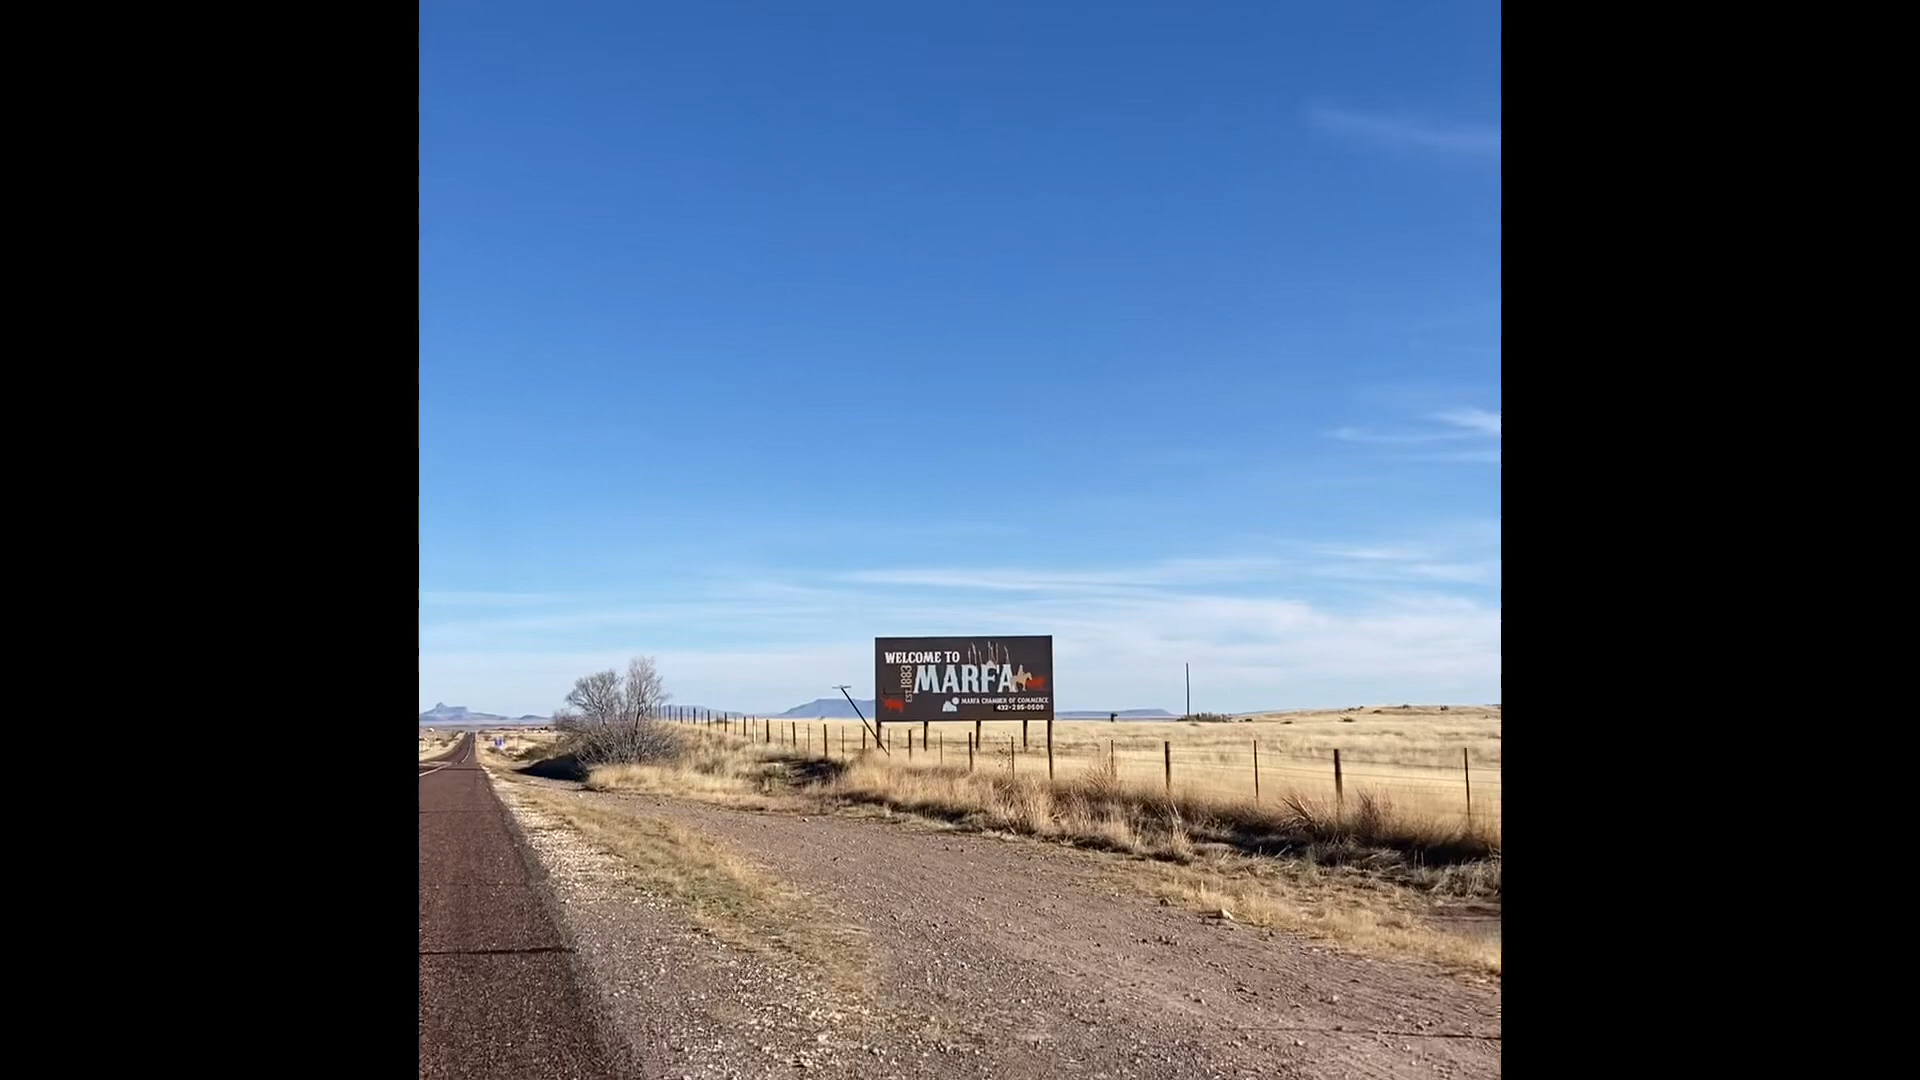 WELCOME TO
EST. 1883
MARFA
MARFA CHAMBER OF COMMERCE